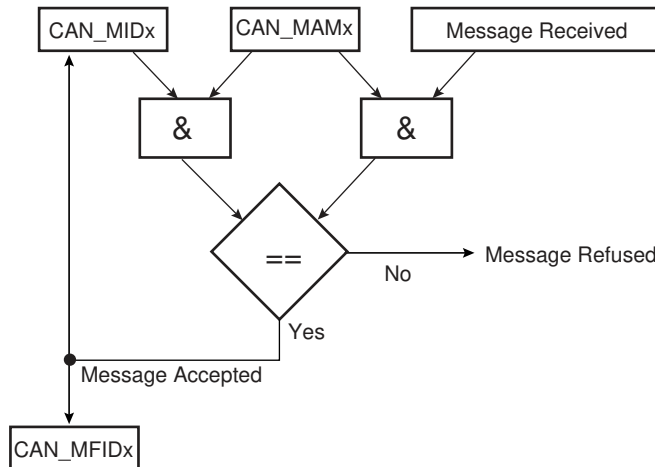 CAN_MIDx
CAN_MAMx
Message Received
&
&
==
No
Message Refused
Yes
Message Accepted
CAN_MFIDx